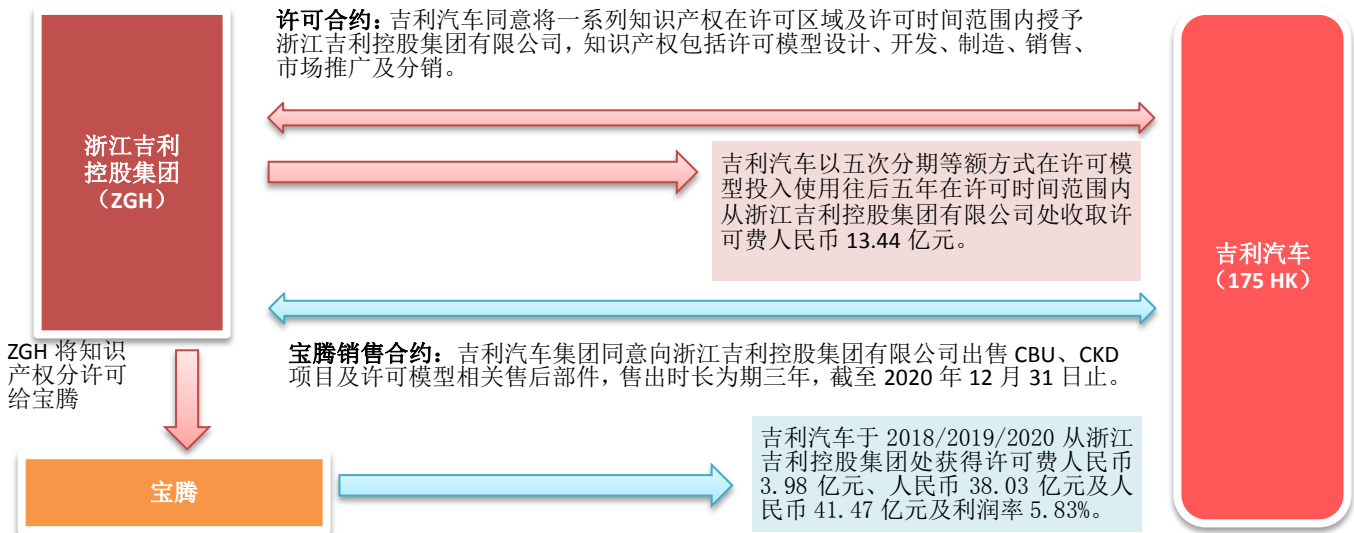 许可合约：吉利汽车同意将一系列知识产权在许可区域及许可时间范围内授予
浙江吉利控股集团有限公司，知识产权包括许可模型设计、开发、制造、销售、
市场推广及分销。
浙江吉利
控股集团
（ZGH）
吉利汽车以五次分期等额方式在许可模
型投入使用往后五年在许可时间范围内
从浙江吉利控股集团有限公司处收取许
可费人民币 13.44 亿元。
吉利汽车
（175 HK）
ZGH 将知识
产权分许可
给宝腾
宝腾销售合约：吉利汽车集团同意向浙江吉利控股集团有限公司出售 CBU、CKD
项目及许可模型相关售后部件，售出时长为期三年，截至 2020 年 12 月 31 日止。
宝腾
吉利汽车于 2018/2019/2020 从浙江
吉利控股集团处获得许可费人民币
3.98 亿元、人民币 38.03 亿元及人
民币 41.47 亿元及利润率 5.83%。